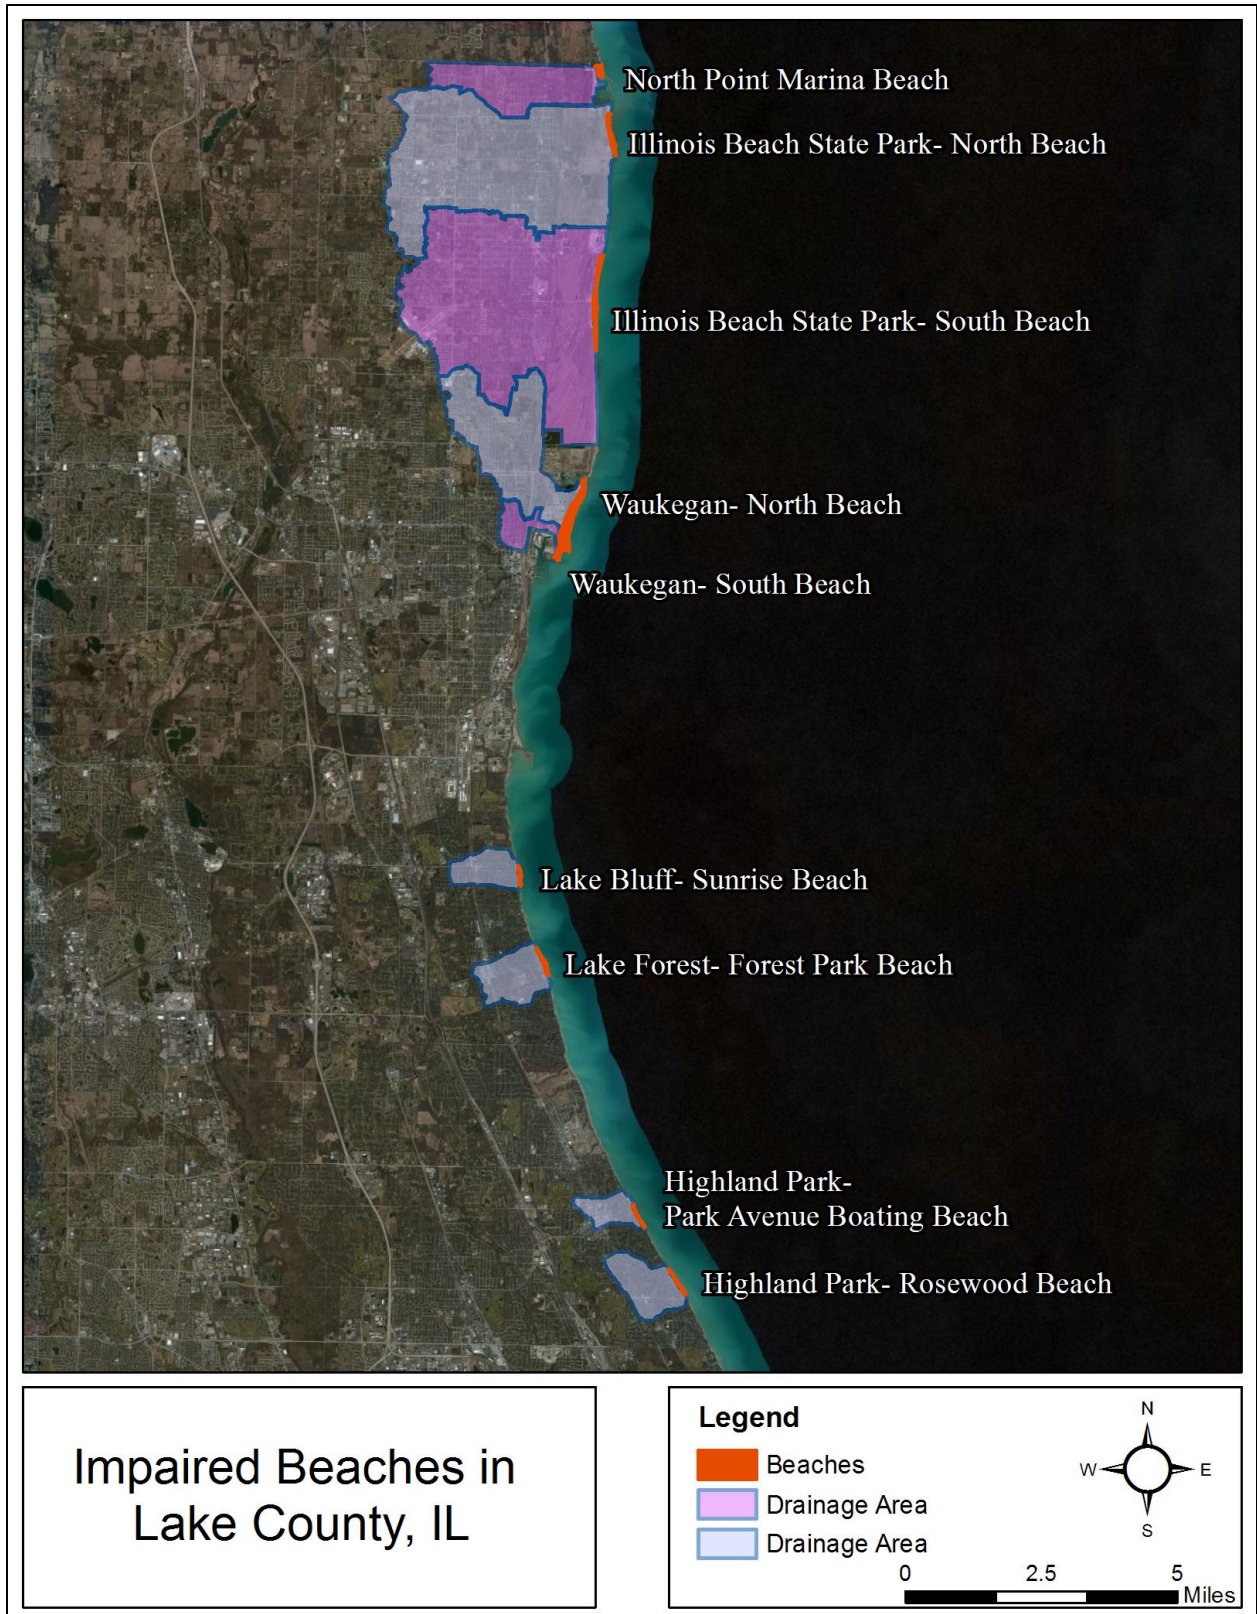 North Point Marina Beach
Illinois Beach State Park- North Beach
Illinois Beach State Park- South Beach
Waukegan- North Beach
Waukegan- South Beach
Lake Bluff- Sunrise Beach
Lake Forest- Forest Park Beach
Highland Park-
Park Avenue Boating Beach
Highland Park- Rosewood Beach
Impaired Beaches in
Lake County, IL
Legend
Beaches
Drainage Area
Drainage Area
N
W E
S
0 2.5 5
Miles